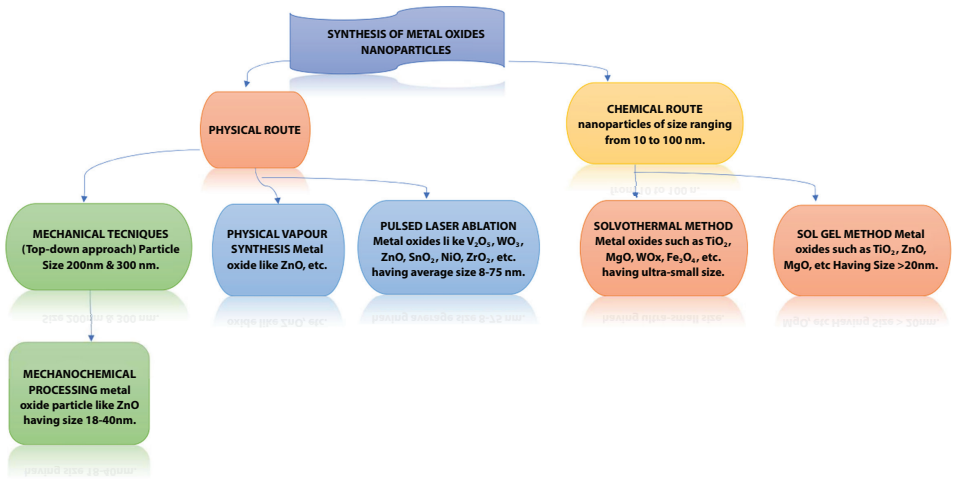 SYNTHESIS OF METAL OXIDES
NANOPARTICLES
PHYSICAL ROUTE
CHEMICAL ROUTE
nanoparticles of size ranging
from 10 to 100 nm.
MECHANICAL TECNIQUES
(Top-down approach) Particle
Size 200nm & 300 nm.
PHYSICAL VAPOUR
SYNTHESIS Metal
oxide like ZnO, etc.
PULSED LASER ABLATION
Metal oxides li ke V₂O₅, WO₃,
ZnO, SnO₂, NiO, ZrO₂, etc.
having average size 8-75 nm.
SOLVOTHERMAL METHOD
Metal oxides such as TiO₂,
MgO, WOx, Fe₃O₄, etc.
having ultra-small size.
SOL GEL METHOD Metal
oxides such as TiO₂, ZnO,
MgO, etc Having Size >20nm.
MECHANOCHEMICAL
PROCESSING metal
oxide particle like ZnO
having size 18-40nm.